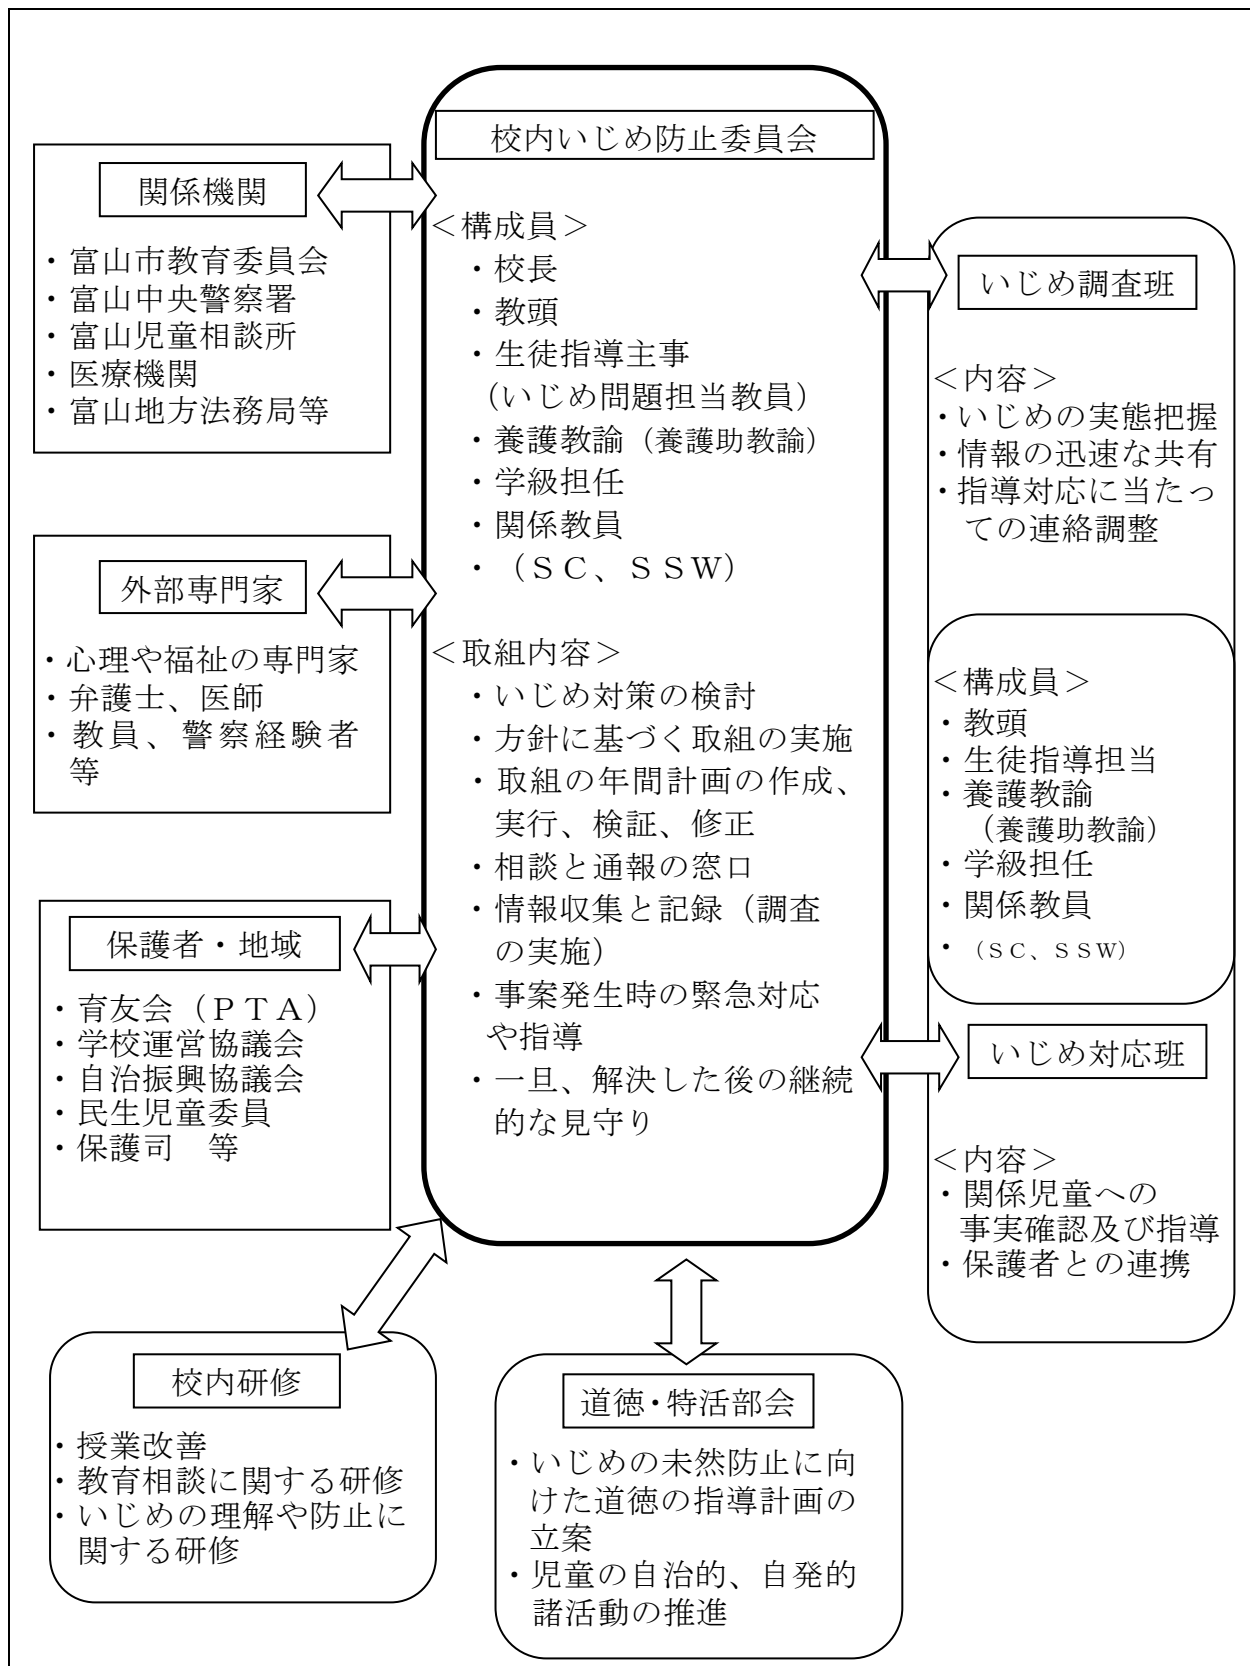 校内いじめ防止委員会
＜構成員＞
・校長
・教頭
・生徒指導主事
（いじめ問題担当教員）
・養護教諭（養護助教諭）
・学級担任
・関係教員
・（ＳＣ、ＳＳＷ）
＜取組内容＞
・いじめ対策の検討
・方針に基づく取組の実施
・取組の年間計画の作成、
実行、検証、修正
・相談と通報の窓口
・情報収集と記録（調査
の実施）
・事案発生時の緊急対応
や指導
・一旦、解決した後の継続
的な見守り
関係機関
・富山市教育委員会
・富山中央警察署
・富山児童相談所
・医療機関
・富山地方法務局等
外部専門家
・心理や福祉の専門家
・弁護士、医師
・教員、警察経験者
等
保護者・地域
・育友会（ＰＴＡ）
・学校運営協議会
・自治振興協議会
・民生児童委員
・保護司　等
いじめ調査班
＜内容＞
・いじめの実態把握
・情報の迅速な共有
・指導対応に当たっ
ての連絡調整
＜構成員＞
・教頭
・生徒指導担当
・養護教諭
（養護助教諭）
・学級担任
・関係教員
・（ＳＣ、ＳＳＷ）
いじめ対応班
＜内容＞
・関係児童への
事実確認及び指導
・保護者との連携
校内研修
・授業改善
・教育相談に関する研修
・いじめの理解や防止に
関する研修
道徳・特活部会
・いじめの未然防止に向
けた道徳の指導計画の
立案
・児童の自治的、自発的
諸活動の推進